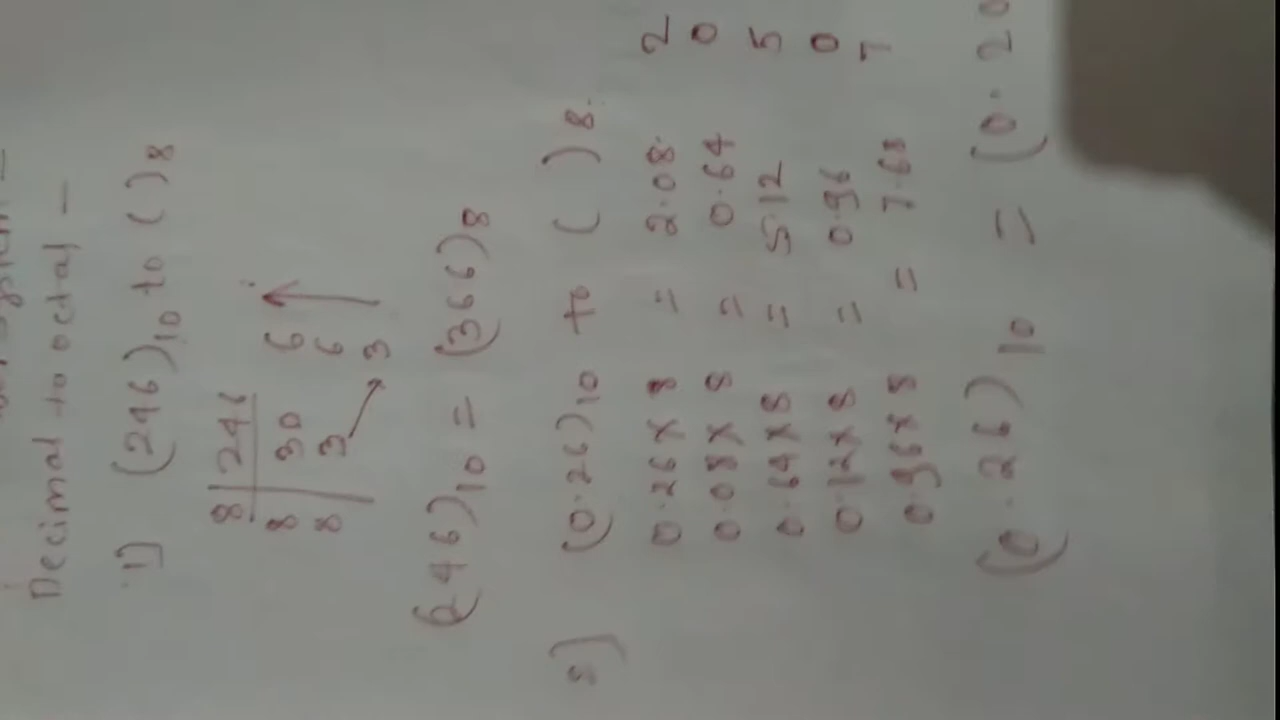 Decimal to octal -
1) (246)10 to ( )8
8 | 246
8 | 30 6
8 | 3 6
3
(246)10 = (366)8
(0.26)10 to ( )8.
0.26 x 8 = 2.08 2
0.08 x 8 = 0.64 0
0.64 x 8 = 5.12 5
0.12 x 8 = 0.96 0
0.96 x 8 = 7.68 7
(0.26)10 = (0.20